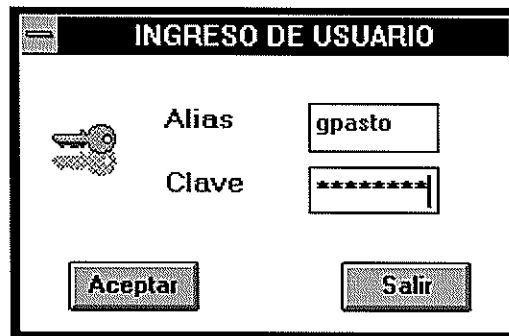 INGRESO DE USUARIO
Alias gpasto
Clave ********
Aceptar Salir